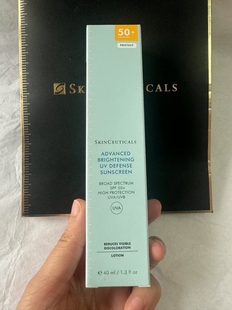 50+
PROTECT
SKINCEUTICALS
SKINCEUTICALS
ADVANCED
BRIGHTENING
UV DEFENSE
SUNSCREEN
BROAD SPECTRUM
SPF 50+
HIGH PROTECTION
UVA/UVB
UVA
REDUCES VISIBLE
DISCOLORATION
LOTION
40 ml / 1.3 fl oz